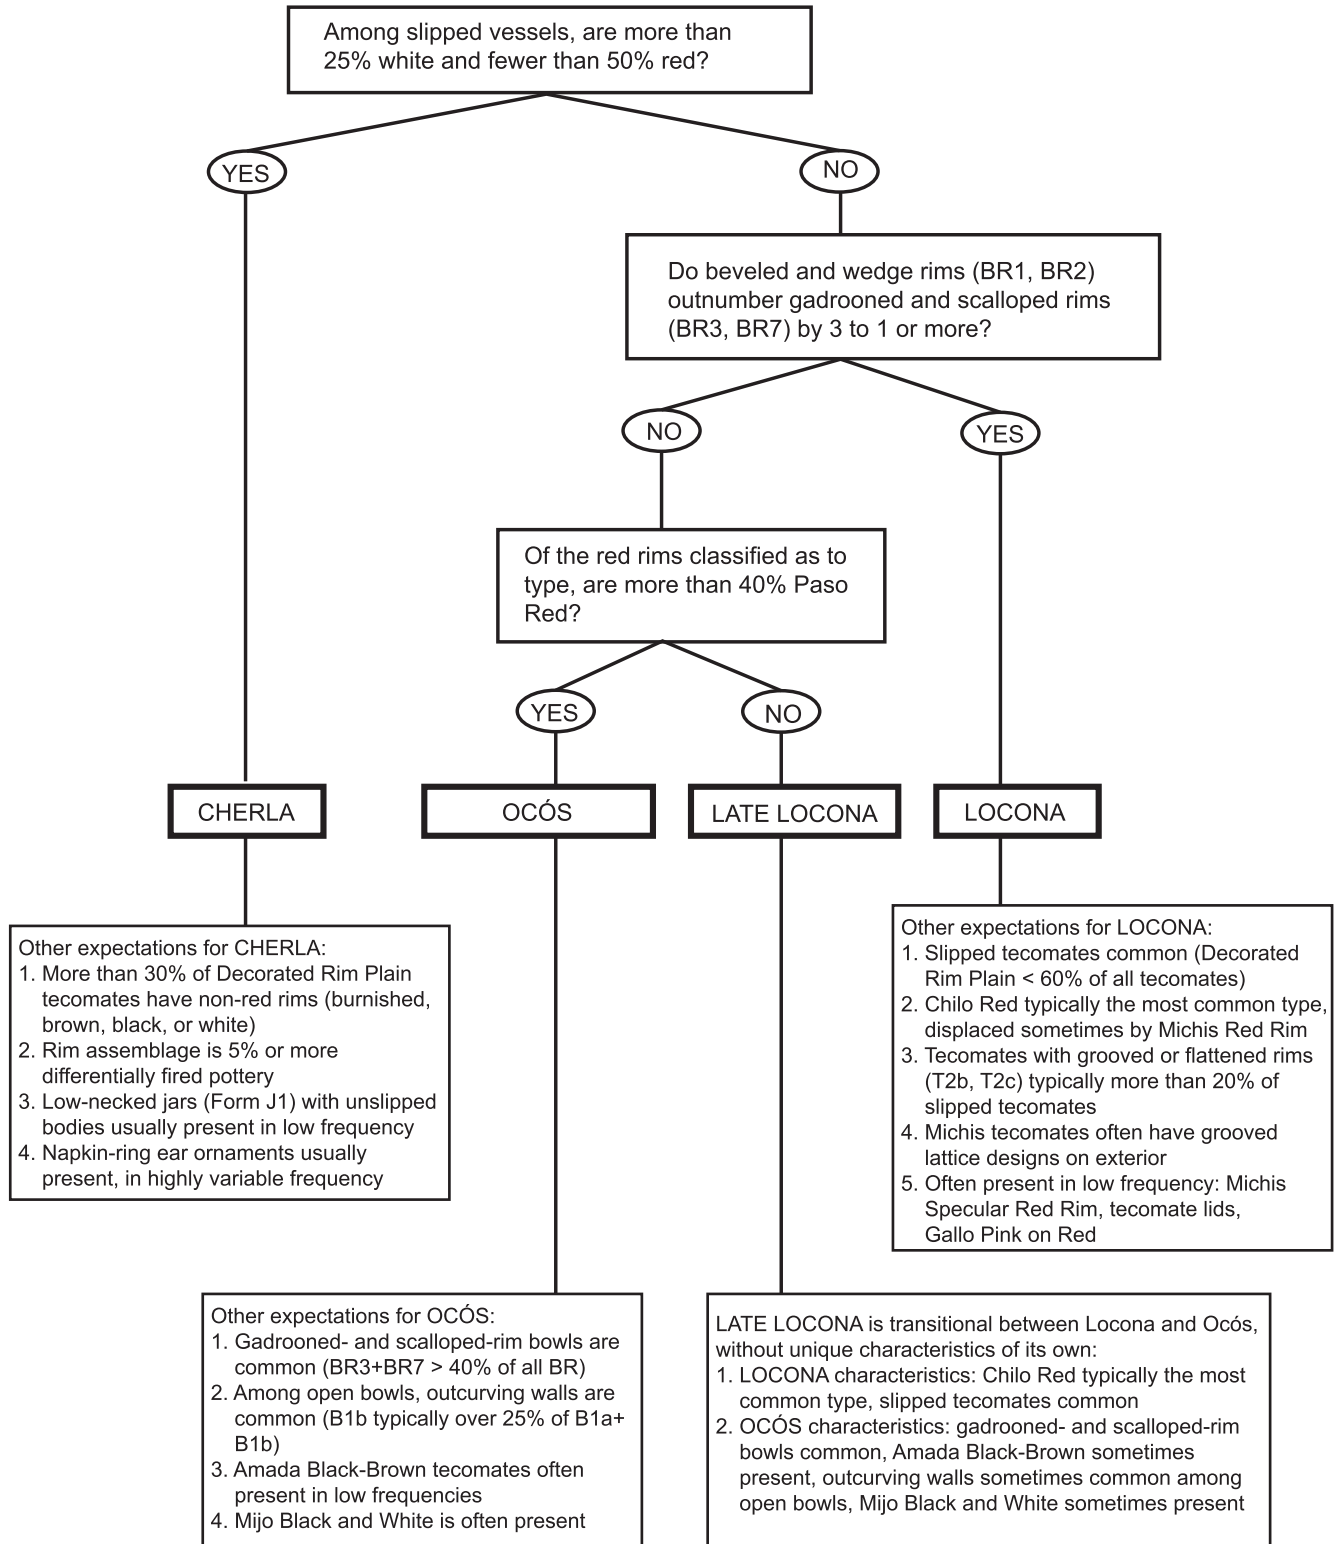 Among slipped vessels, are more than
25% white and fewer than 50% red?
YES
NO
Do beveled and wedge rims (BR1, BR2)
outnumber gadrooned and scalloped rims
(BR3, BR7) by 3 to 1 or more?
NO
YES
Of the red rims classified as to
type, are more than 40% Paso
Red?
YES
NO
CHERLA
OCÓS
LATE LOCONA
LOCONA
Other expectations for CHERLA:
1. More than 30% of Decorated Rim Plain
tecomates have non-red rims (burnished,
brown, black, or white)
2. Rim assemblage is 5% or more
differentially fired pottery
3. Low-necked jars (Form J1) with unslipped
bodies usually present in low frequency
4. Napkin-ring ear ornaments usually
present, in highly variable frequency
Other expectations for LOCONA:
1. Slipped tecomates common (Decorated
Rim Plain < 60% of all tecomates)
2. Chilo Red typically the most common type,
displaced sometimes by Michis Red Rim
3. Tecomates with grooved or flattened rims
(T2b, T2c) typically more than 20% of
slipped tecomates
4. Michis tecomates often have grooved
lattice designs on exterior
5. Often present in low frequency: Michis
Specular Red Rim, tecomate lids,
Gallo Pink on Red
Other expectations for OCÓS:
1. Gadrooned- and scalloped-rim bowls are
common (BR3+BR7 > 40% of all BR)
2. Among open bowls, outcurving walls are
common (B1b typically over 25% of B1a+
B1b)
3. Amada Black-Brown tecomates often
present in low frequencies
4. Mijo Black and White is often present
LATE LOCONA is transitional between Locona and Ocós,
without unique characteristics of its own:
1. LOCONA characteristics: Chilo Red typically the most
common type, slipped tecomates common
2. OCÓS characteristics: gadrooned- and scalloped-rim
bowls common, Amada Black-Brown sometimes
present, outcurving walls sometimes common among
open bowls, Mijo Black and White sometimes present